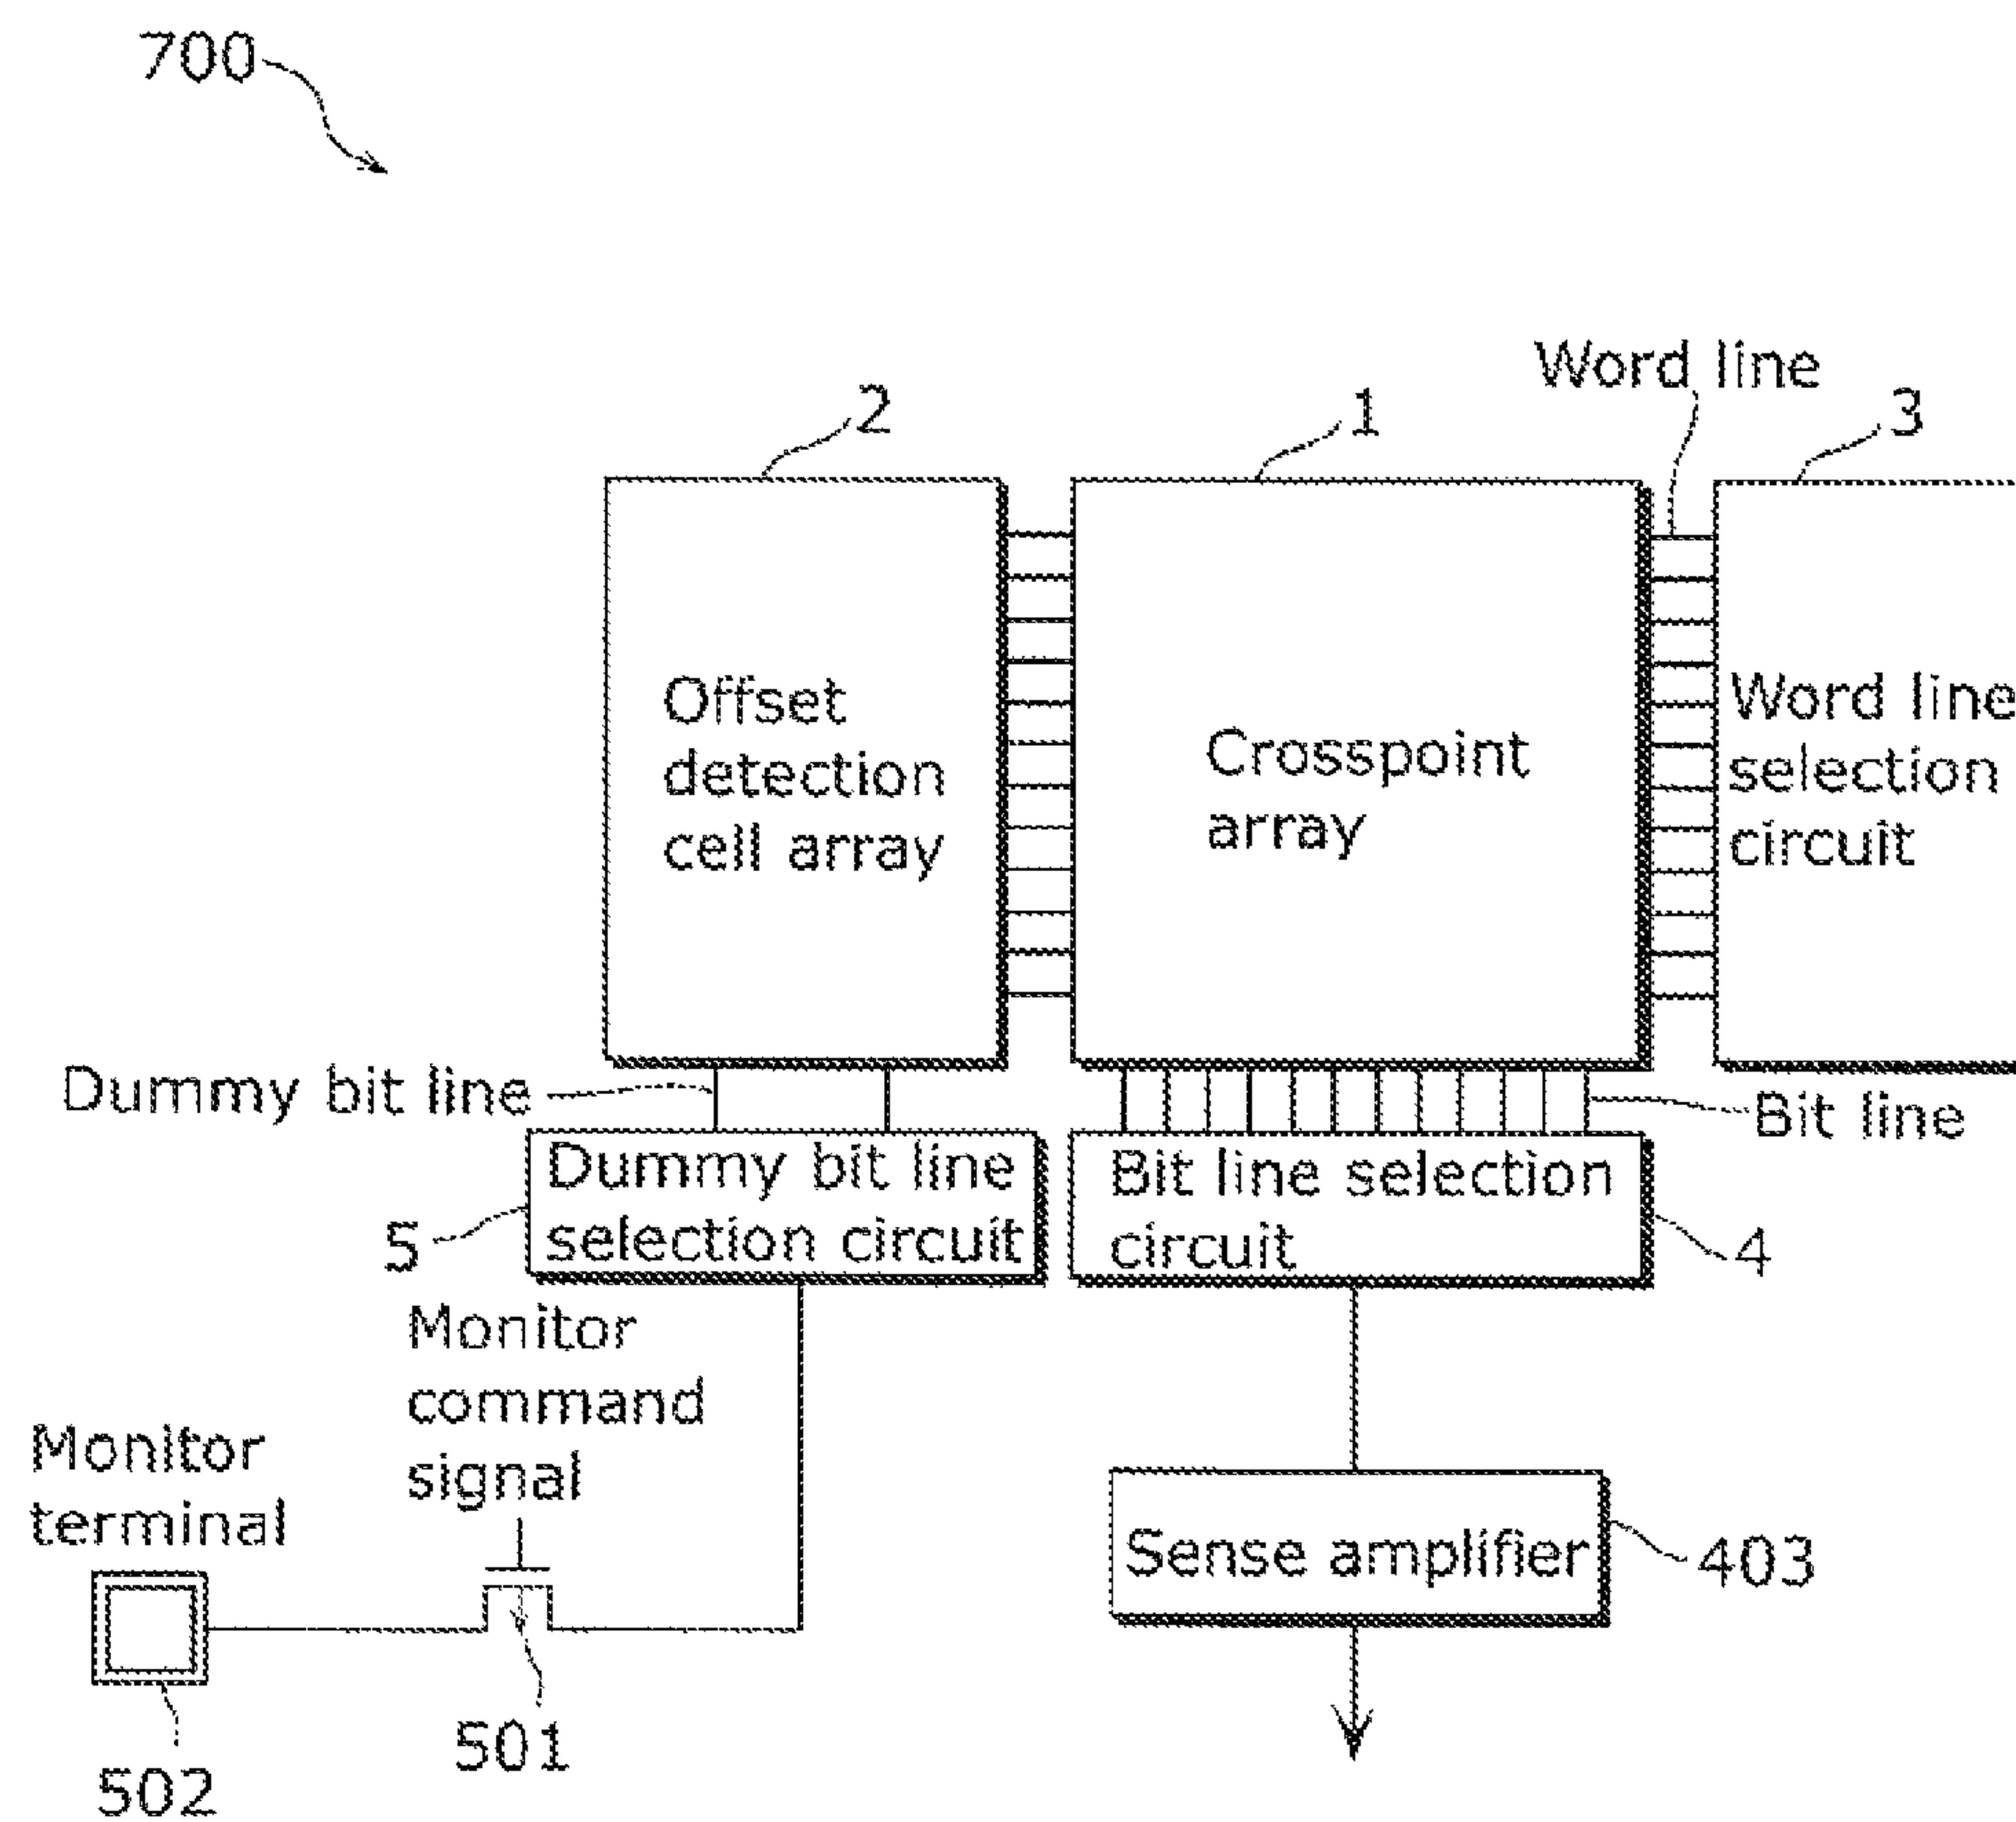 700
Word line
2
1
3
Offset
detection
cell array
Crosspoint
array
Word line
selection
circuit
Dummy bit line
Bit line
Dummy bit line
selection circuit
5
Bit line selection
circuit
4
Monitor
command
signal
Monitor
terminal
Sense amplifier
403
501
502